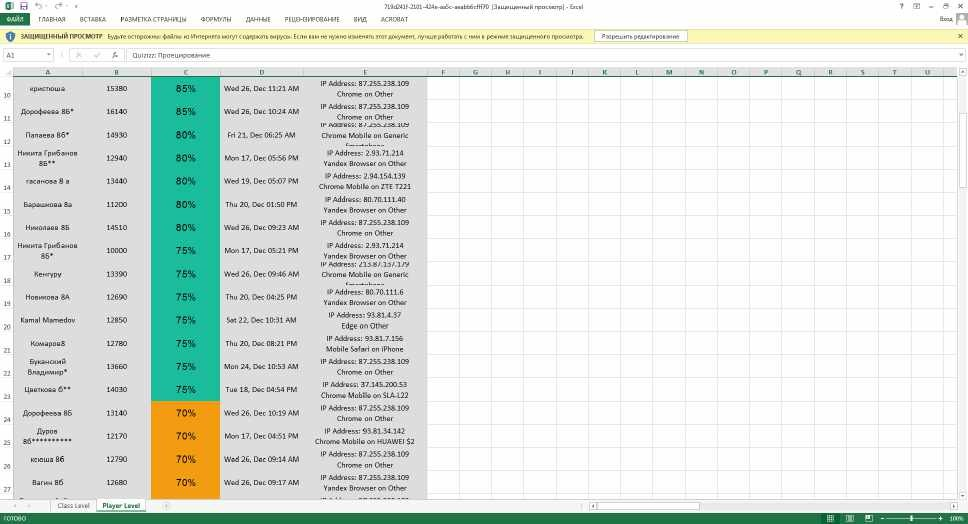 719d241f-2101-424e-aa5c-aeabb6cfff70 [Защищенный просмотр] - Excel
ФАЙЛ ГЛАВНАЯ ВСТАВКА РАЗМЕТКА СТРАНИЦЫ ФОРМУЛЫ ДАННЫЕ РЕЦЕНЗИРОВАНИЕ ВИД ACROBAT Вход
ЗАЩИЩЕННЫЙ ПРОСМОТР Будьте осторожны: файлы из Интернета могут содержать вирусы. Если вам не нужно изменять этот документ, лучше работать с ним в режиме защищенного просмотра. Разрешить редактирование
A1 fx Quizizz: Проецирование
A B C D E F G H I J K L M N O P Q R S T U
10 кристюша 15380 85% Wed 26, Dec 11:21 AM IP Address: 87.255.238.109
Chrome on Other
11 Дорофеева 8Б* 16140 85% Wed 26, Dec 10:24 AM IP Address: 87.255.238.109
Chrome on Other
12 Папаева 8б* 14930 80% Fri 21, Dec 06:25 AM IP Address: 87.255.238.109
Chrome Mobile on Generic
Smartphone
13 Никита Грибанов
8Б** 12940 80% Mon 17, Dec 05:56 PM IP Address: 2.93.71.214
Yandex Browser on Other
14 гасанова 8 а 13440 80% Wed 19, Dec 05:07 PM IP Address: 2.94.154.139
Chrome Mobile on ZTE T221
15 Барашкова 8а 11200 80% Thu 20, Dec 01:50 PM IP Address: 80.70.111.40
Yandex Browser on Other
16 Николаев 8Б 14510 80% Wed 26, Dec 09:23 AM IP Address: 87.255.238.109
Chrome on Other
17 Никита Грибанов
8Б* 10000 75% Mon 17, Dec 05:21 PM IP Address: 2.93.71.214
Yandex Browser on Other
18 Кенгуру 13390 75% Wed 26, Dec 09:46 AM IP Address: 213.87.137.179
Chrome Mobile on Generic
Smartphone
19 Новикова 8А 12690 75% Thu 20, Dec 04:25 PM IP Address: 80.70.111.6
Yandex Browser on Other
20 Kamal Mamedov 12850 75% Sat 22, Dec 10:31 AM IP Address: 93.81.4.37
Edge on Other
21 Комаров8 12780 75% Thu 20, Dec 08:21 PM IP Address: 93.81.7.156
Mobile Safari on iPhone
22 Буканский
Владимир* 13660 75% Mon 24, Dec 10:53 AM IP Address: 87.255.238.109
Chrome on Other
23 Цветкова б** 14030 75% Tue 18, Dec 04:54 PM IP Address: 37.145.200.53
Chrome Mobile on SLA-L22
24 Дорофеева 8Б 13140 70% Wed 26, Dec 10:19 AM IP Address: 87.255.238.109
Chrome on Other
25 Дуров
8б********** 12170 70% Mon 17, Dec 04:51 PM IP Address: 93.81.34.142
Chrome Mobile on HUAWEI $2
26 ксюша 8б 12790 70% Wed 26, Dec 09:14 AM IP Address: 87.255.238.109
Chrome on Other
27 Вагин 8б 12680 70% Wed 26, Dec 09:17 AM IP Address: 87.255.238.109
Yandex Browser on Other
Class Level Player Level
ГОТОВО 100%